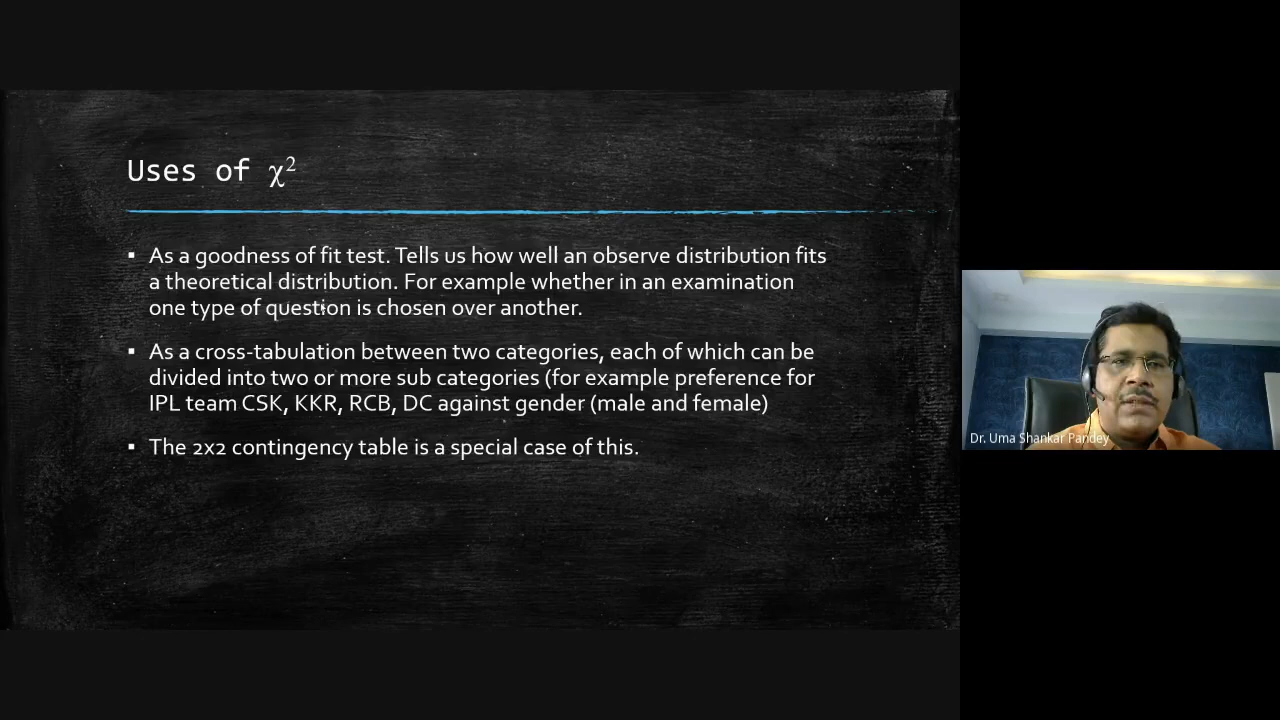 Uses of χ²
▪ As a goodness of fit test. Tells us how well an observe distribution fits
a theoretical distribution. For example whether in an examination
one type of question is chosen over another.
▪ As a cross-tabulation between two categories, each of which can be
divided into two or more sub categories (for example preference for
IPL team CSK, KKR, RCB, DC against gender (male and female)
▪ The 2x2 contingency table is a special case of this.
Dr. Uma Shankar Pandey